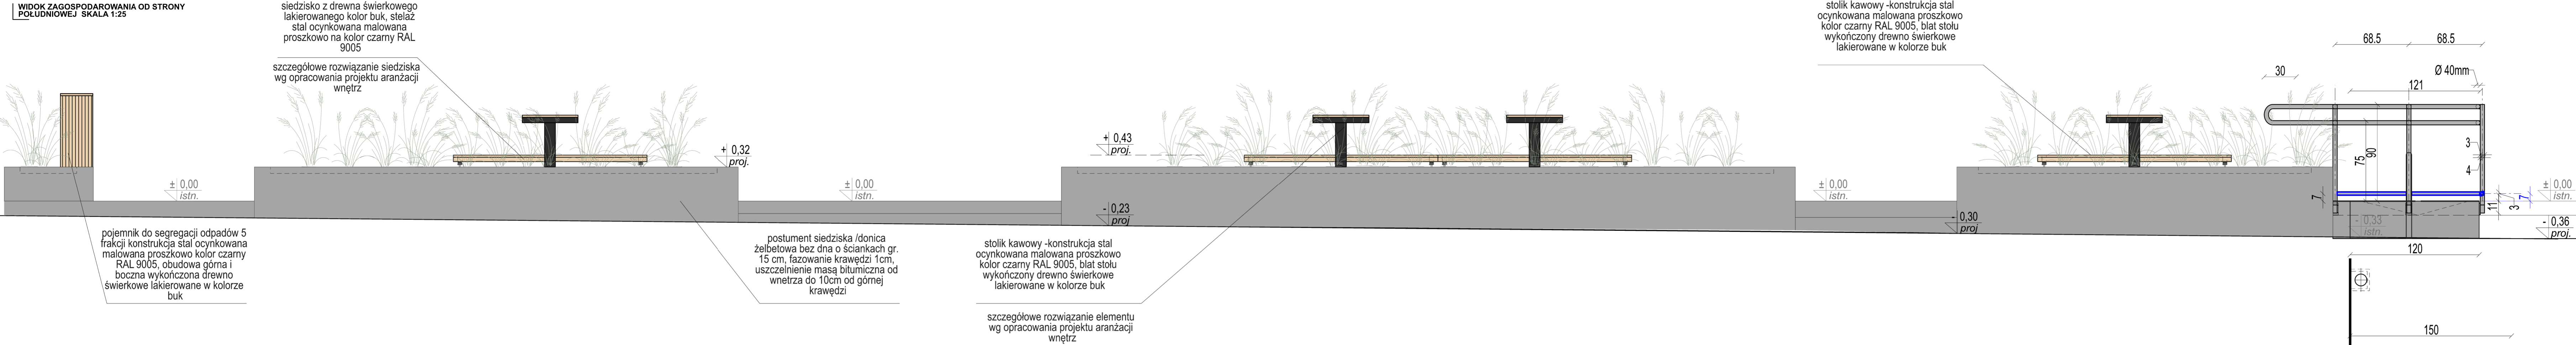 WIDOK ZAGOSPODAROWANIA OD STRONY
POŁUDNIOWEJ SKALA 1:25
siedzisko z drewna świerkowego
lakierowanego kolor buk, stelaż
stal ocynkowana malowana
proszkowo na kolor czarny RAL
9005
szczegółowe rozwiązanie siedziska
wg opracowania projektu aranżacji
wnętrz
stolik kawowy -konstrukcja stal
ocynkowana malowana proszkowo
kolor czarny RAL 9005, blat stołu
wykończony drewno świerkowe
lakierowane w kolorze buk
68.5
68.5
30
Ø 40mm
121
+ 0,32
proj.
+ 0,43
proj.
3
75
90
4
± 0,00
istn.
± 0,00
istn.
± 0,00
istn.
± 0,00
istn.
7
11
3
7
- 0,23
proj
- 0,30
proj
- 0,33
istn.
- 0,36
proj.
pojemnik do segregacji odpadów 5
frakcji konstrukcja stal ocynkowana
malowana proszkowo kolor czarny
RAL 9005, obudowa górna i
boczna wykończona drewno
świerkowe lakierowane w kolorze
buk
postument siedziska /donica
żelbetowa bez dna o ściankach gr.
15 cm, fazowanie krawędzi 1cm,
uszczelnienie masą bitumiczna od
wnetrza do 10cm od górnej
krawędzi
stolik kawowy -konstrukcja stal
ocynkowana malowana proszkowo
kolor czarny RAL 9005, blat stołu
wykończony drewno świerkowe
lakierowane w kolorze buk
szczegółowe rozwiązanie elementu
wg opracowania projektu aranżacji
wnętrz
120
150